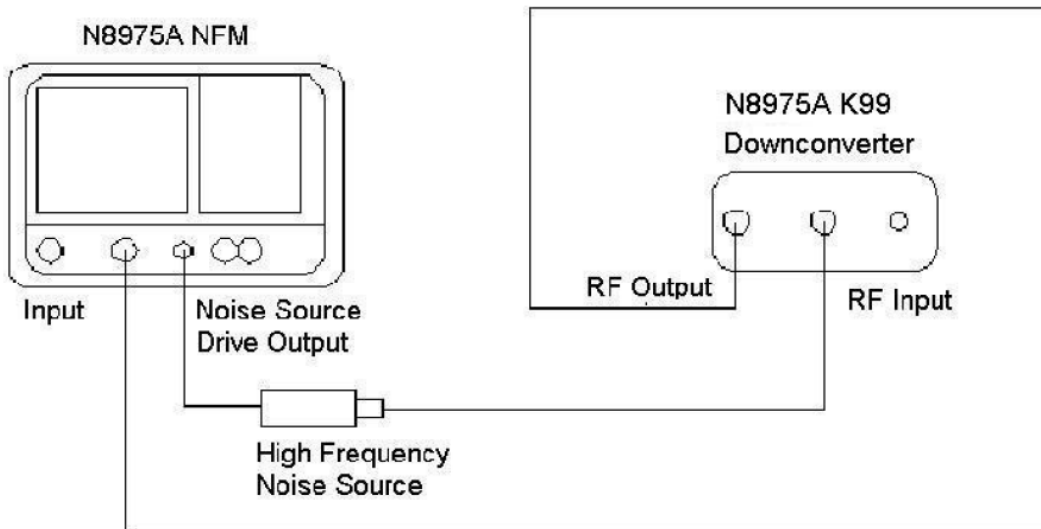 N8975A NFM
N8975A K99
Downconverter
RF Output
RF Input
Input
Noise Source
Drive Output
High Frequency
Noise Source